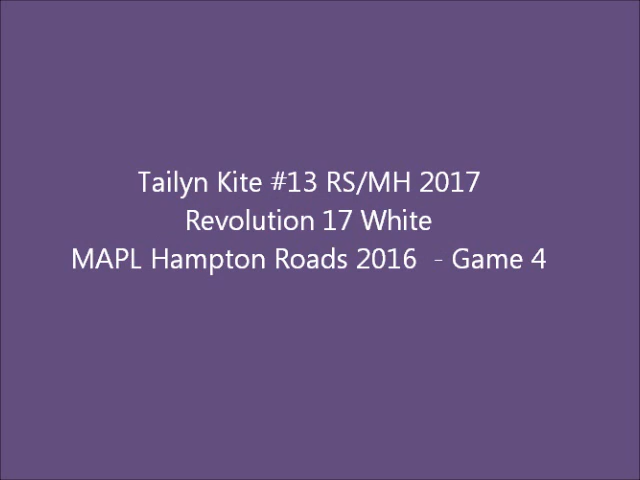 Tailyn Kite #13 RS/MH 2017
Revolution 17 White
MAPL Hampton Roads 2016  - Game 4